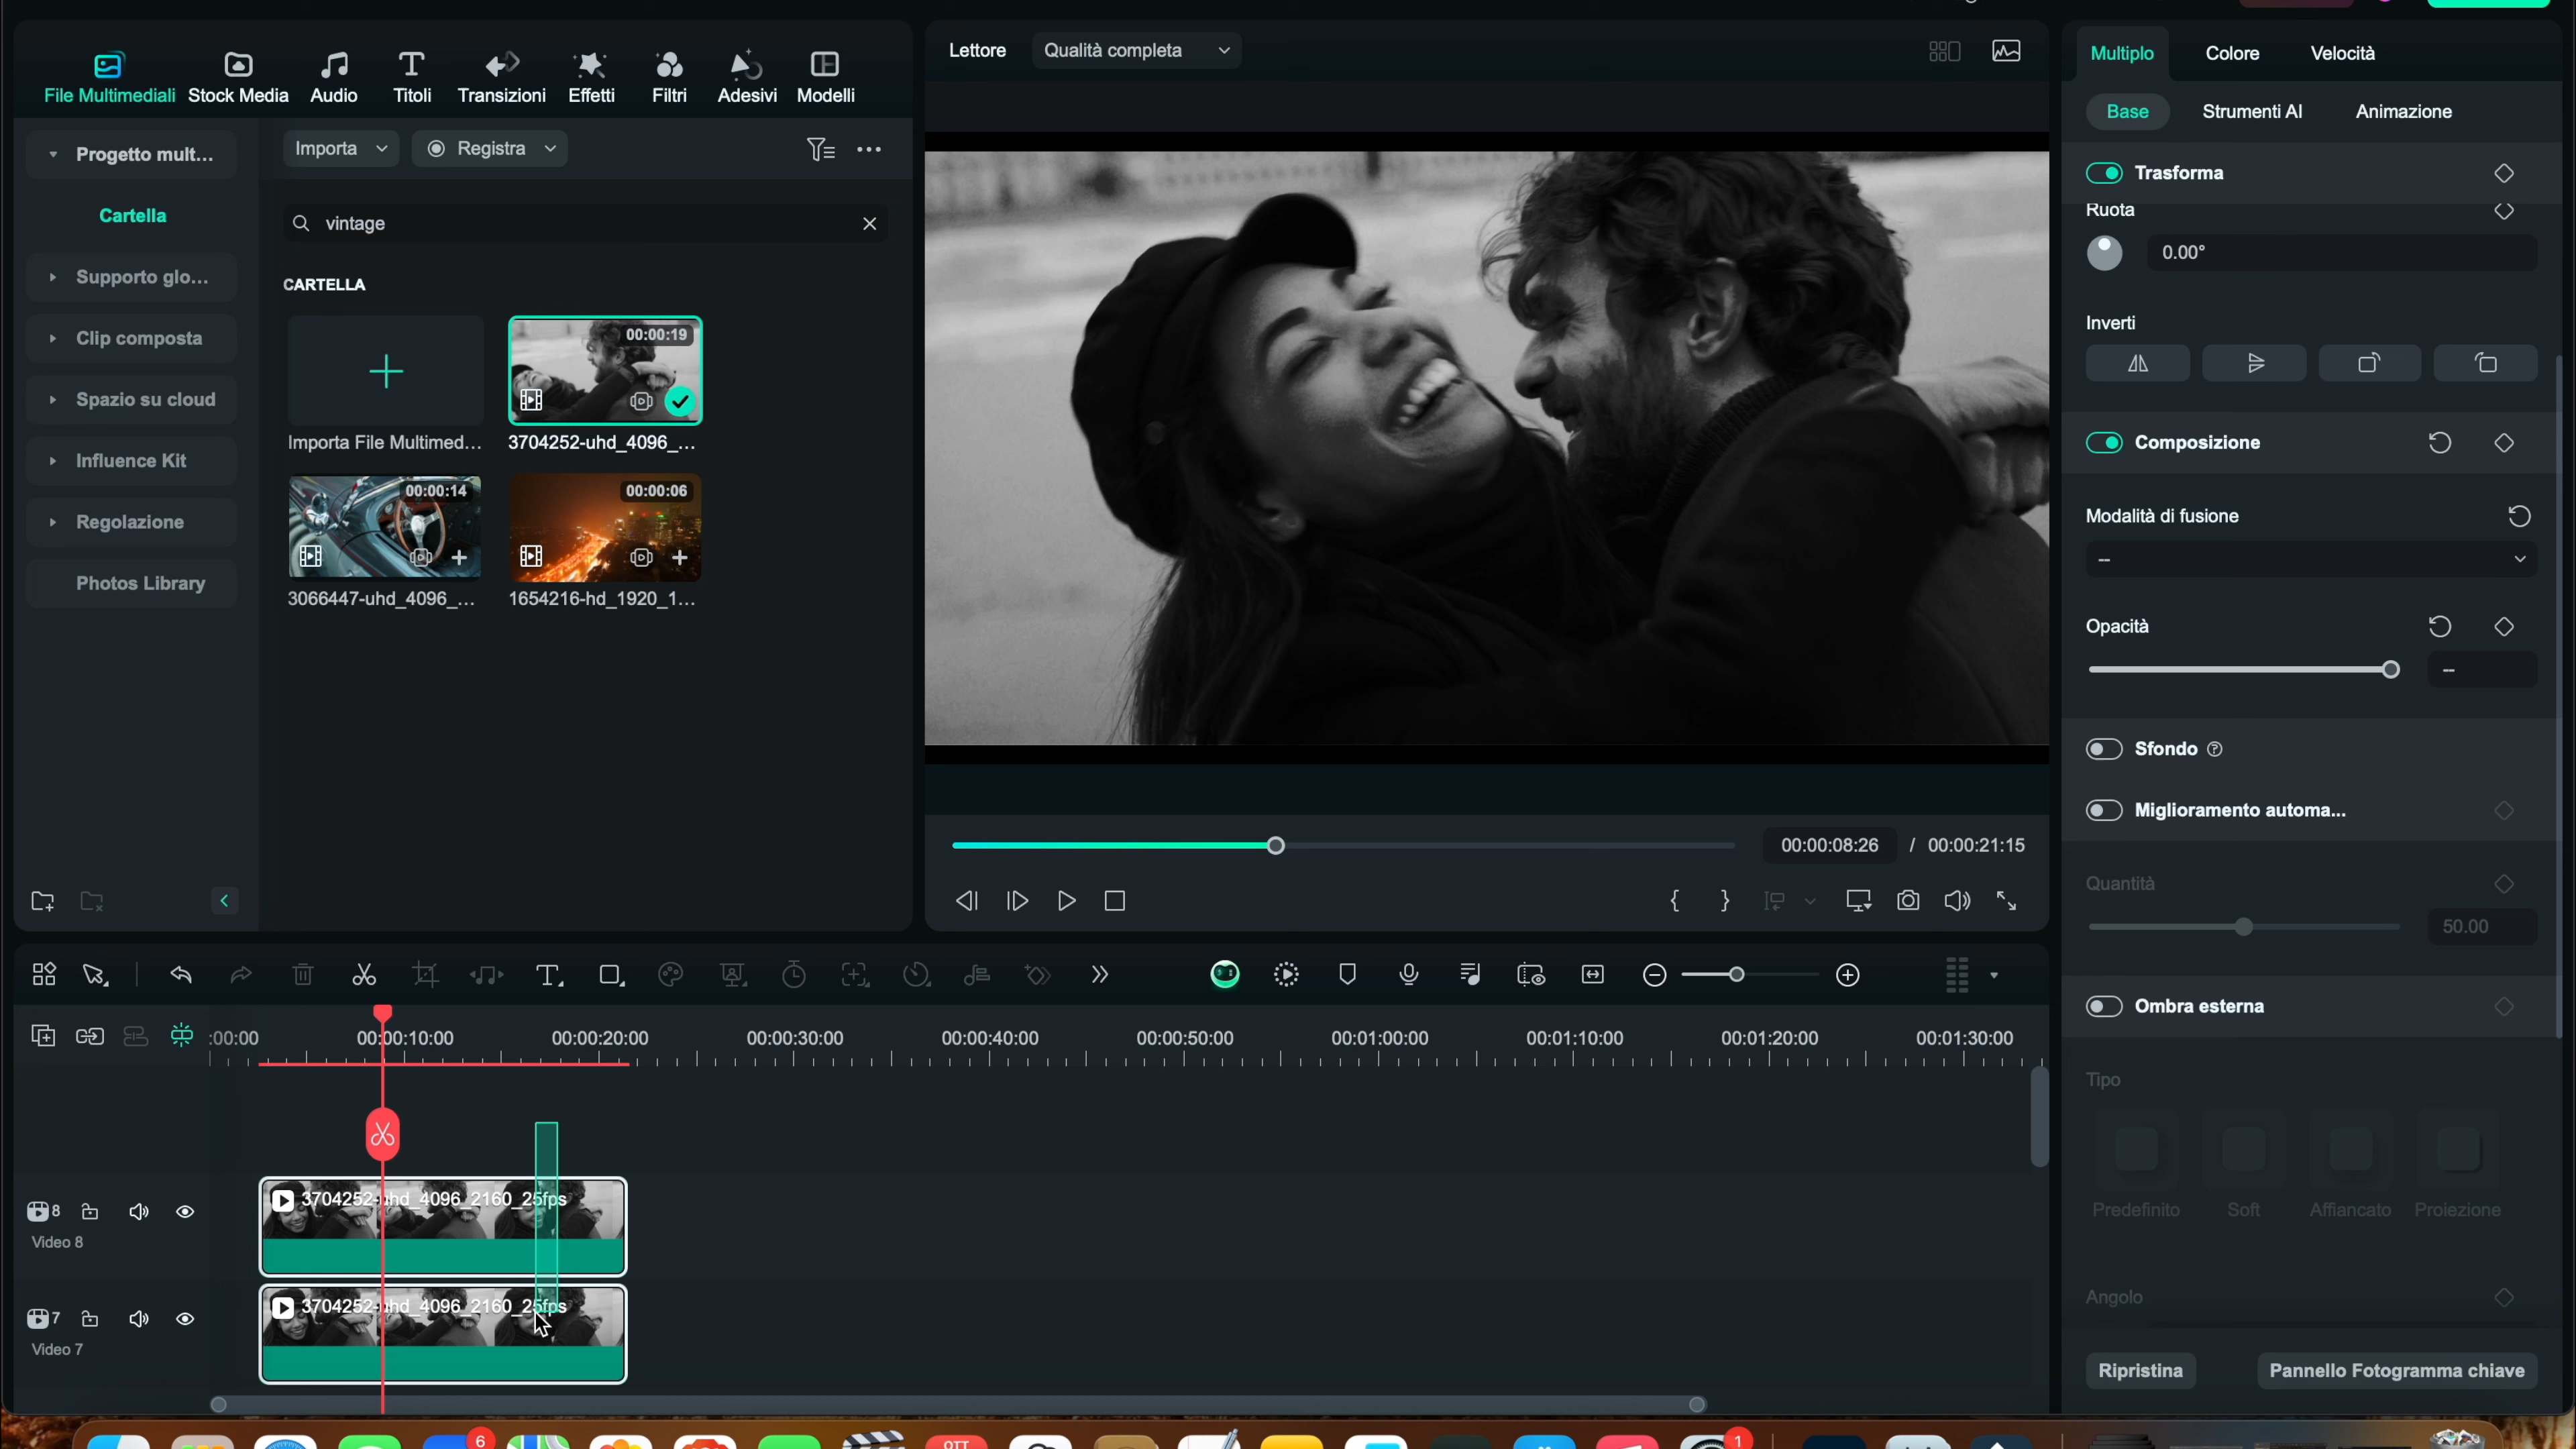 File Multimediali
Stock Media
Audio
Titoli
Transizioni
Effetti
Filtri
Adesivi
Modelli
Progetto mult...
Cartella
Supporto glo...
Clip composta
Spazio su cloud
Influence Kit
Regolazione
Photos Library
Importa
Registra
vintage
CARTELLA
00:00:19
Importa File Multimed...
3704252-uhd_4096_...
00:00:14
00:00:06
3066447-uhd_4096_...
1654216-hd_1920_1...
Lettore
Qualità completa
00:00:08:26 / 00:00:21:15
Multiplo
Colore
Velocità
Base
Strumenti AI
Animazione
Trasforma
Ruota
0.00°
Inverti
Composizione
Modalità di fusione
--
Opacità
--
Sfondo
Miglioramento automa...
Quantità
50.00
Ombra esterna
Tipo
Predefinito
Soft
Affiancato
Proiezione
Angolo
Ripristina
Pannello Fotogramma chiave
:00:00
00:00:10:00
00:00:20:00
00:00:30:00
00:00:40:00
00:00:50:00
00:01:00:00
00:01:10:00
00:01:20:00
00:01:30:00
8
Video 8
3704252-uhd_4096_2160_25fps
7
Video 7
3704252-uhd_4096_2160_25fps
6
OTT
1